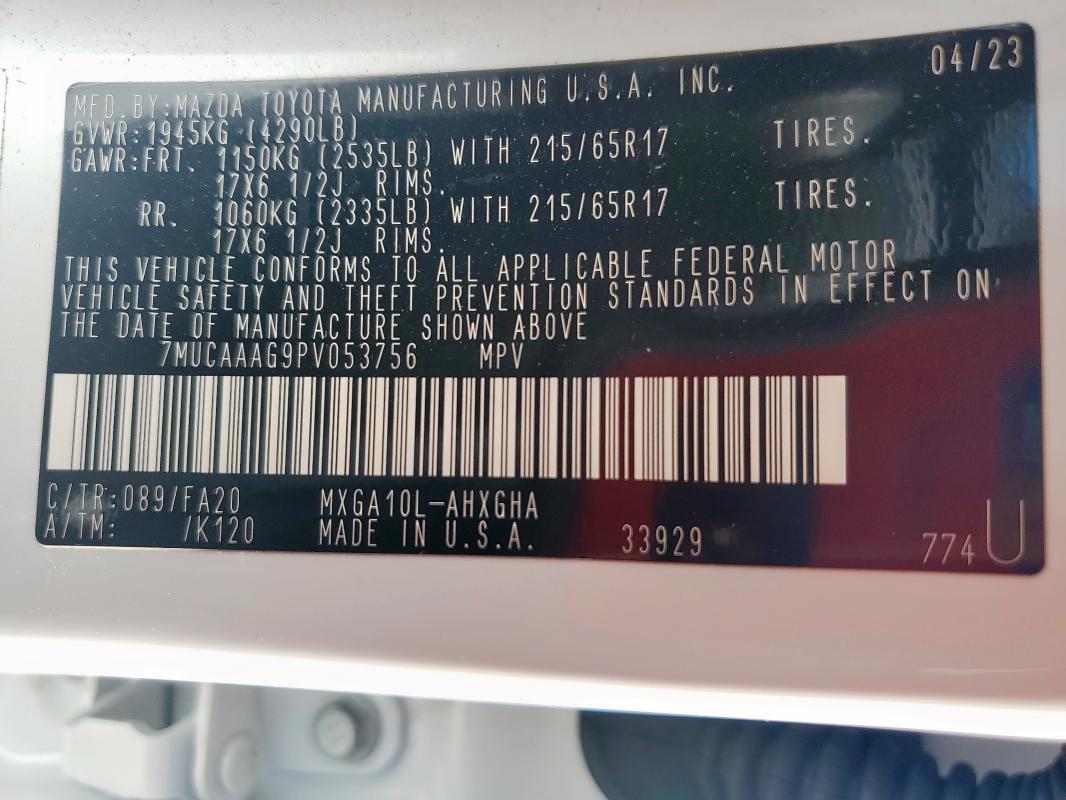 04/23
MFD.BY:MAZDA TOYOTA MANUFACTURING U.S.A. INC.
GVWR:1945KG (4290LB)
GAWR:FRT. 1150KG (2535LB) WITH 215/65R17 TIRES.
17X6 1/2J RIMS.
RR. 1060KG (2335LB) WITH 215/65R17 TIRES.
17X6 1/2J RIMS.
THIS VEHICLE CONFORMS TO ALL APPLICABLE FEDERAL MOTOR
VEHICLE SAFETY AND THEFT PREVENTION STANDARDS IN EFFECT ON
THE DATE OF MANUFACTURE SHOWN ABOVE
7MUCAAAG9PV053756 MPV
C/TR:089/FA20 MXGA10L-AHXGHA
A/TM: /K120 MADE IN U.S.A. 33929 774 U